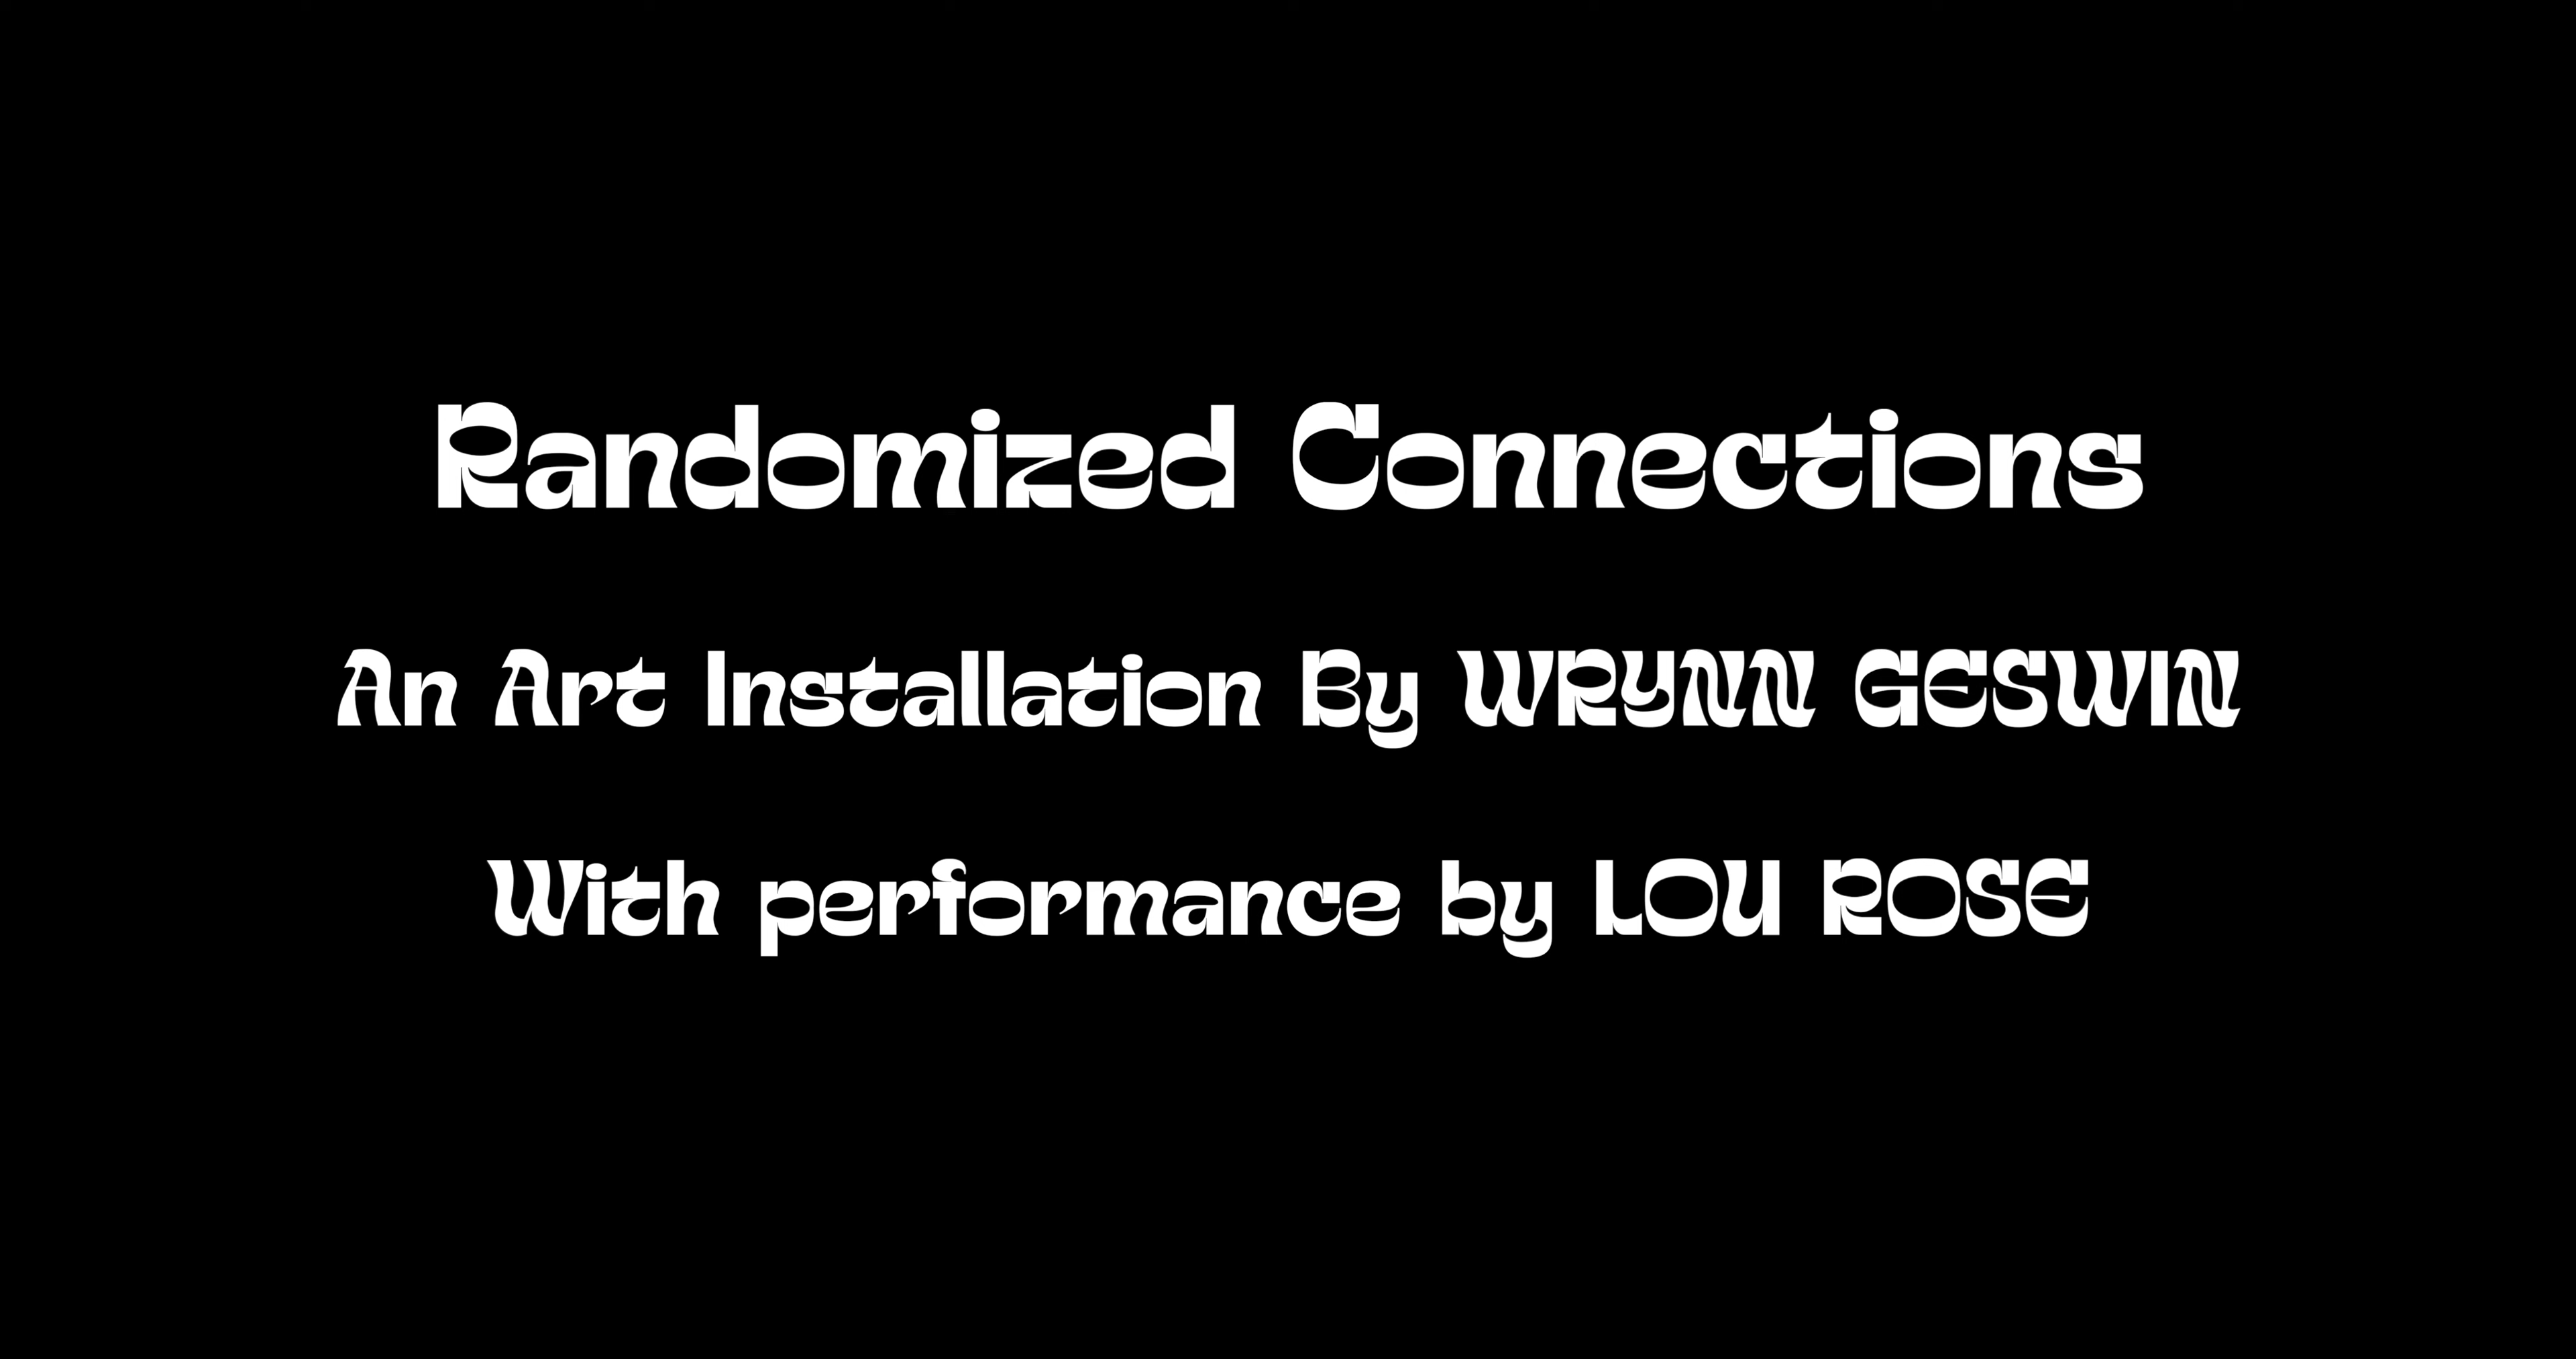 Randomized Connections
An Art Installation By WRYNN GESWIN
With performance by LOU ROSE